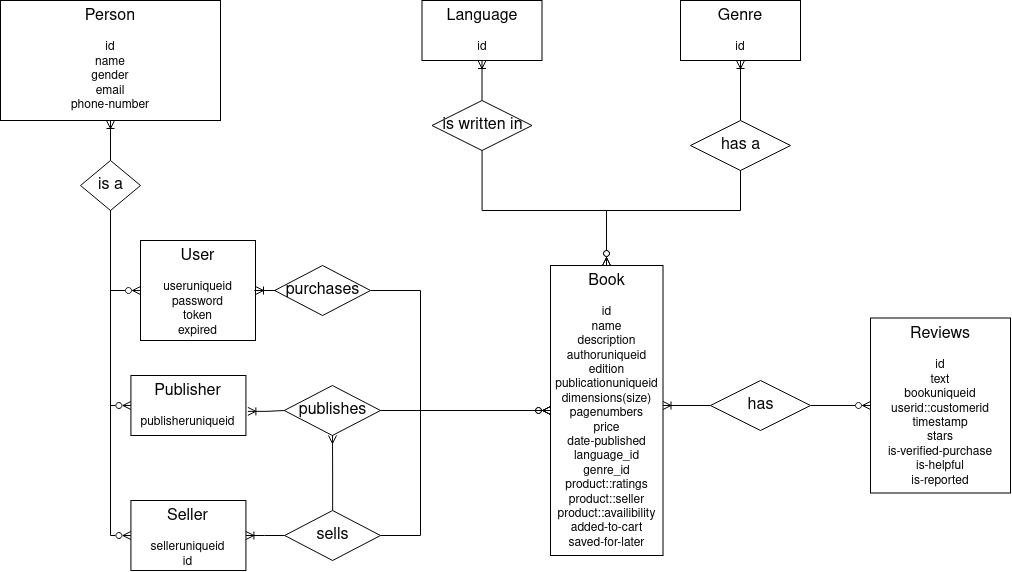 Person
id
name
gender
email
phone-number
Language
id
Genre
id
is written in
has a
is a
User
useruniqueid
password
token
expired
purchases
Publisher
publisheruniqueid
publishes
Seller
selleruniqueid
id
sells
Book
id
name
description
authoruniqueid
edition
publicationuniqueid
dimensions(size)
pagenumbers
price
date-published
language_id
genre_id
product::ratings
product::seller
product::availibility
added-to-cart
saved-for-later
has
Reviews
id
text
bookuniqueid
userid::customerid
timestamp
stars
is-verified-purchase
is-helpful
is-reported